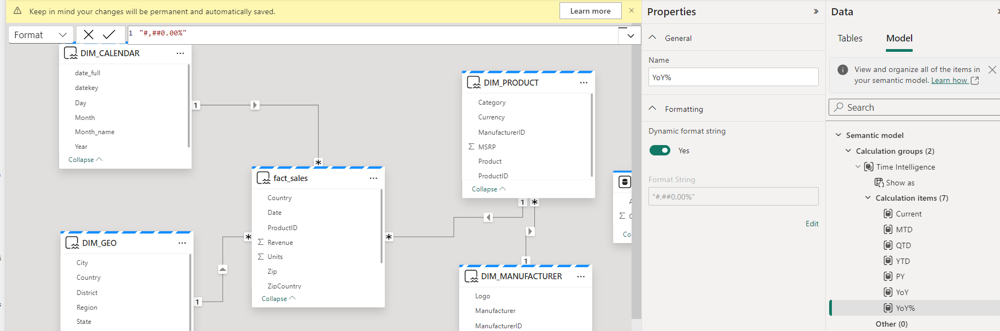 Keep in mind your changes will be permanent and automatically saved.
Learn more
Format
1 "#,##0.00%"
DIM_CALENDAR
date_full
datekey
Day
Month
Month_name
Year
Collapse
1
*
DIM_PRODUCT
Category
Currency
ManufacturerID
Σ MSRP
Product
ProductID
Collapse
1
*
fact_sales
Country
Date
ProductID
Σ Revenue
Σ Units
Zip
ZipCountry
Collapse
*
*
DIM_GEO
City
Country
District
Region
State
1
1
DIM_MANUFACTURER
Logo
Manufacturer
ManufacturerID
Σ
Co
Properties
General
Name
YoY%
Formatting
Dynamic format string
Yes
Format String
"#,##0.00%"
Edit
Data
Tables
Model
View and organize all of the items in
your semantic model. Learn how
Search
Semantic model
Calculation groups (2)
Time Intelligence
Show as
Calculation items (7)
Current
MTD
QTD
YTD
PY
YoY
YoY%
Other (0)